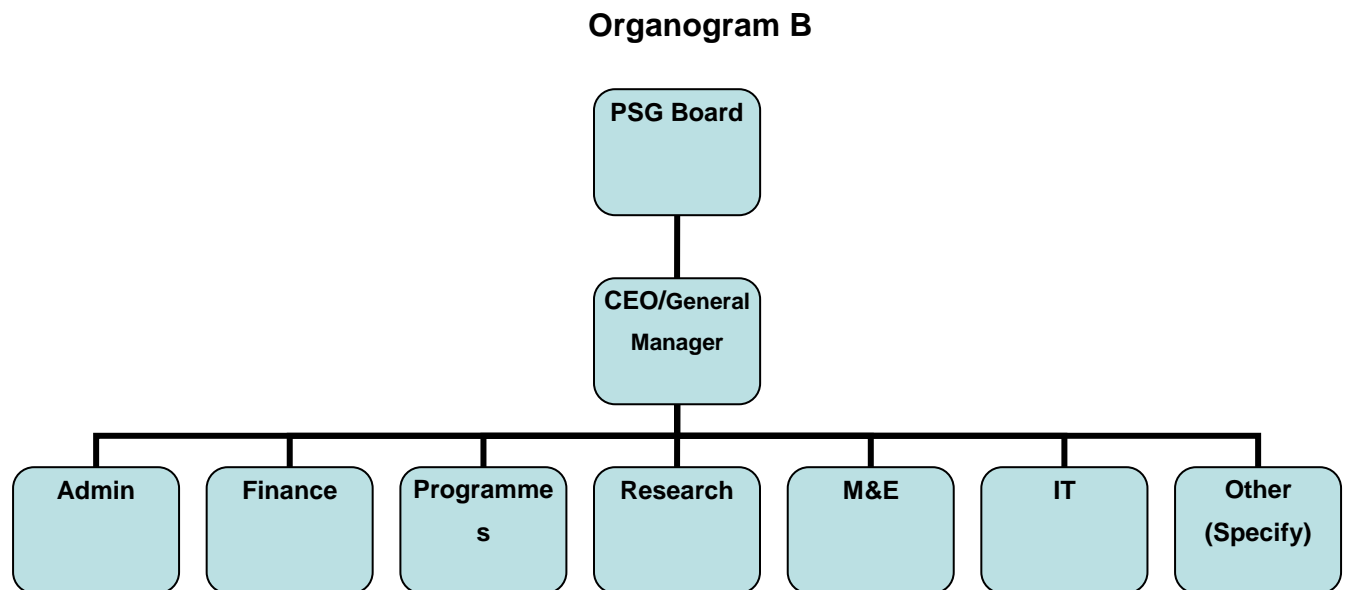 Organogram B
PSG Board
CEO/General
Manager
Admin
Finance
Programme
s
Research
M&E
IT
Other
(Specify)